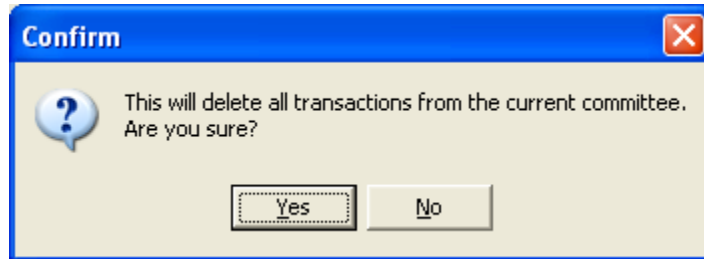 Confirm
This will delete all transactions from the current committee.
Are you sure?
Yes
No